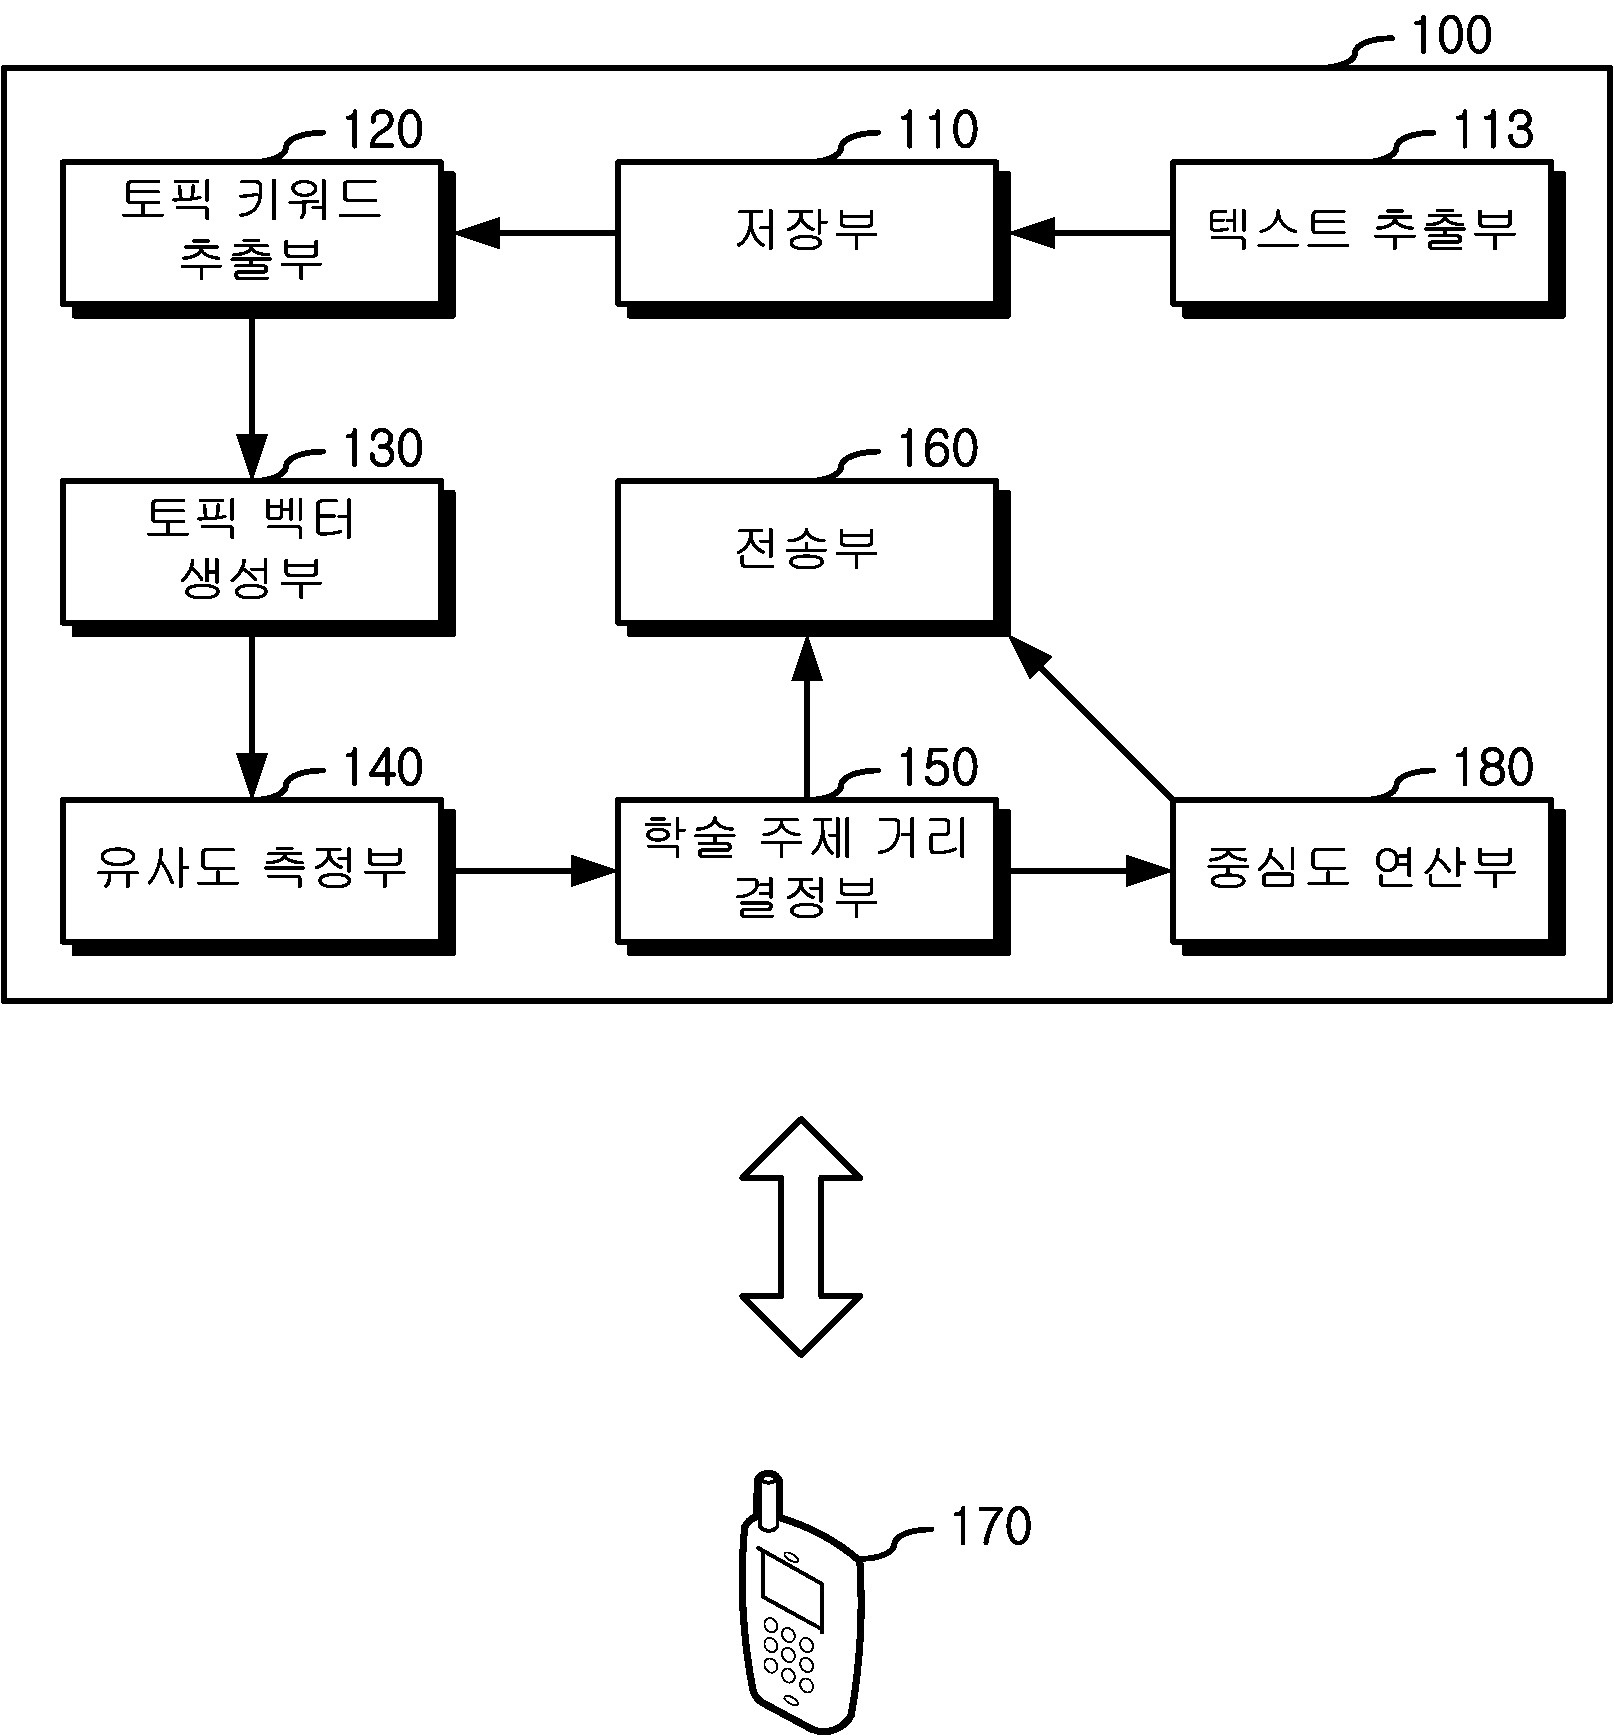 100
120
110
113
토픽 키워드
추출부
저장부
텍스트 추출부
130
160
토픽 벡터
생성부
전송부
140
150
180
유사도 측정부
학술 주제 거리
결정부
중심도 연산부
170